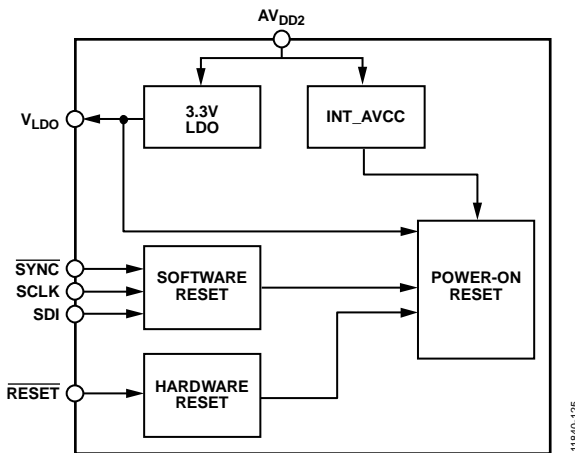 AVDD2
3.3V
LDO
INT_AVCC
VLDO
SYNC
SCLK
SDI
SOFTWARE
RESET
POWER-ON
RESET
RESET
HARDWARE
RESET
11840-125